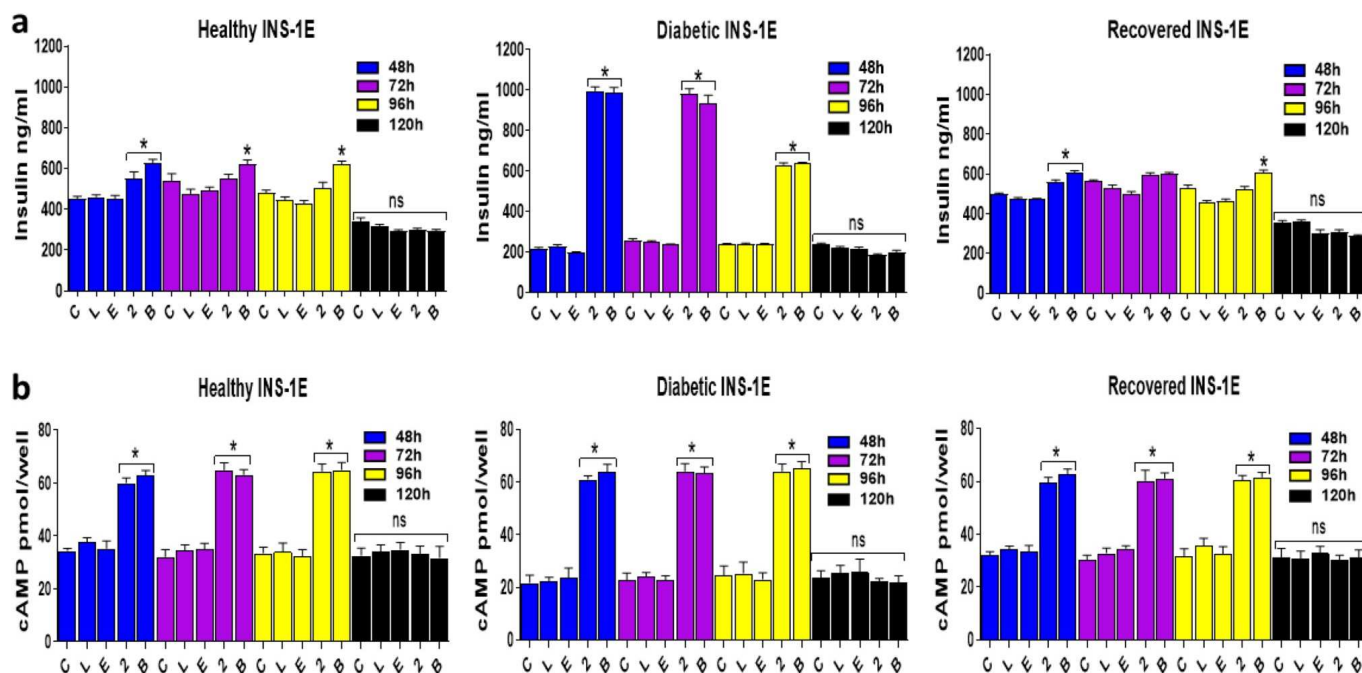 a
Healthy INS-1E
Insulin ng/ml
1200
1000
800
600
400
200
0
48h
72h
96h
120h
*
*
*
ns
C L E 2 B C L E 2 B C L E 2 B C L E 2 B
Diabetic INS-1E
Insulin ng/ml
1200
1000
800
600
400
200
0
48h
72h
96h
120h
*
*
*
ns
C L E 2 B C L E 2 B C L E 2 B C L E 2 B
Recovered INS-1E
Insulin ng/ml
1200
1000
800
600
400
200
0
48h
72h
96h
120h
*
*
ns
C L E 2 B C L E 2 B C L E 2 B C L E 2 B
b
Healthy INS-1E
cAMP pmol/well
80
60
40
20
0
48h
72h
96h
120h
*
*
*
ns
C L E 2 B C L E 2 B C L E 2 B C L E 2 B
Diabetic INS-1E
cAMP pmol/well
80
60
40
20
0
48h
72h
96h
120h
*
*
*
ns
C L E 2 B C L E 2 B C L E 2 B C L E 2 B
Recovered INS-1E
cAMP pmol/well
80
60
40
20
0
48h
72h
96h
120h
*
*
*
ns
C L E 2 B C L E 2 B C L E 2 B C L E 2 B